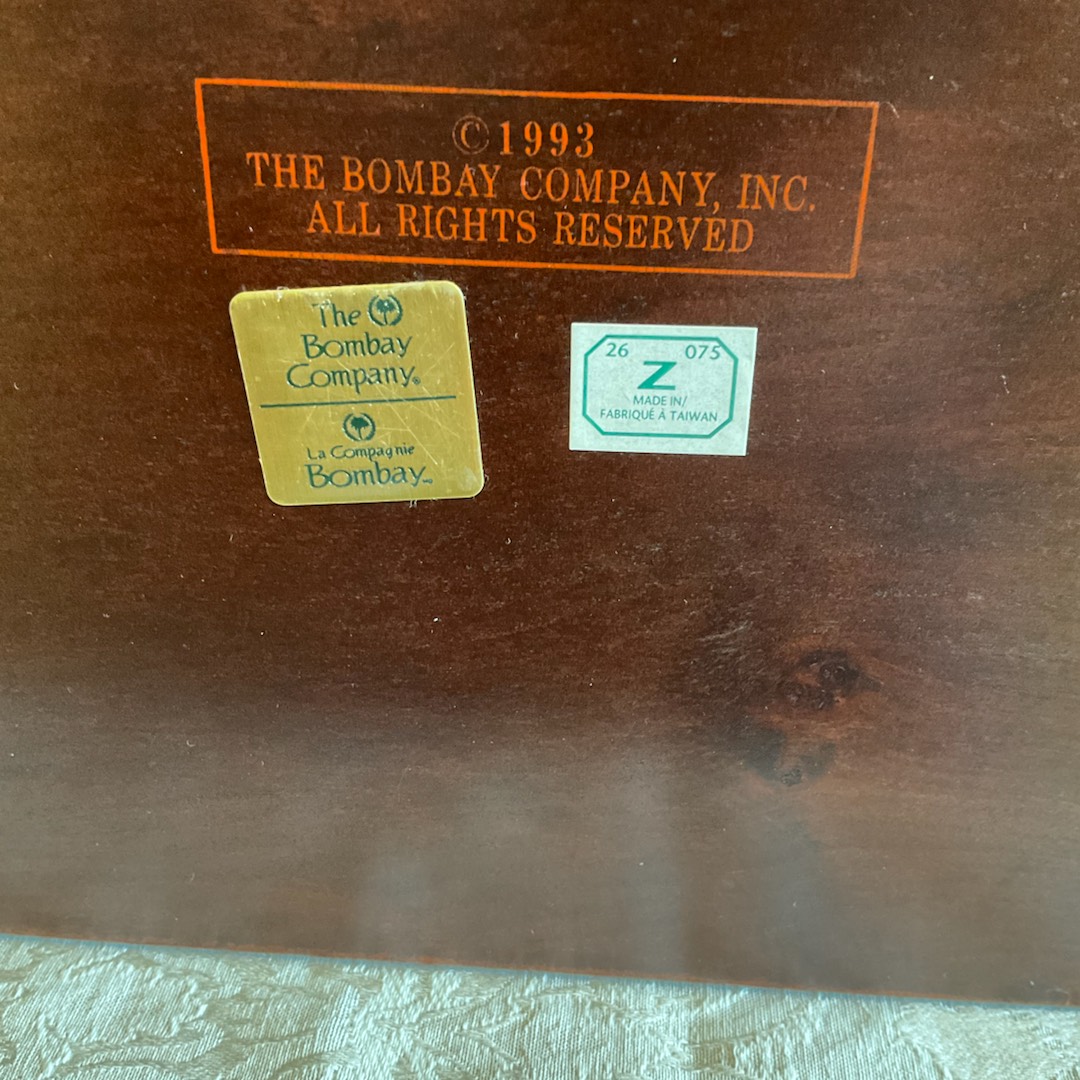 ©1993
THE BOMBAY COMPANY, INC.
ALL RIGHTS RESERVED
The
Bombay
Company®
La Compagnie
Bombay™
26 075
Z
MADE IN/
FABRIQUÉ À TAIWAN